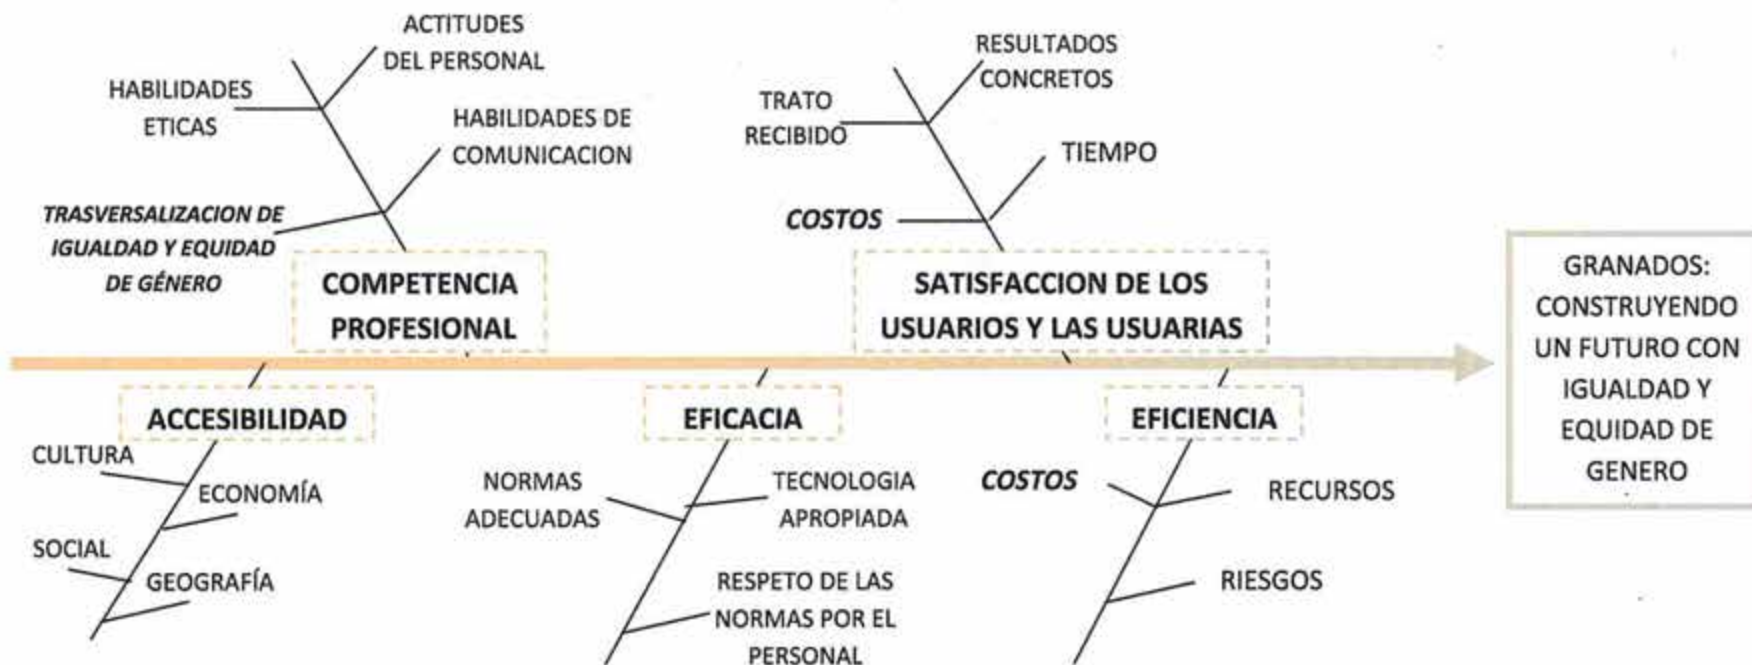 ACTITUDES
DEL PERSONAL
HABILIDADES
ETICAS
HABILIDADES DE
COMUNICACION
TRASVERSALIZACION DE
IGUALDAD Y EQUIDAD
DE GÉNERO
COMPETENCIA
PROFESIONAL
RESULTADOS
CONCRETOS
TRATO
RECIBIDO
TIEMPO
COSTOS
SATISFACCION DE LOS
USUARIOS Y LAS USUARIAS
GRANADOS:
CONSTRUYENDO
UN FUTURO CON
IGUALDAD Y
EQUIDAD DE
GENERO
ACCESIBILIDAD
CULTURA
ECONOMÍA
SOCIAL
GEOGRAFÍA
EFICACIA
NORMAS
ADECUADAS
TECNOLOGIA
APROPIADA
RESPETO DE LAS
NORMAS POR EL
PERSONAL
EFICIENCIA
COSTOS
RECURSOS
RIESGOS